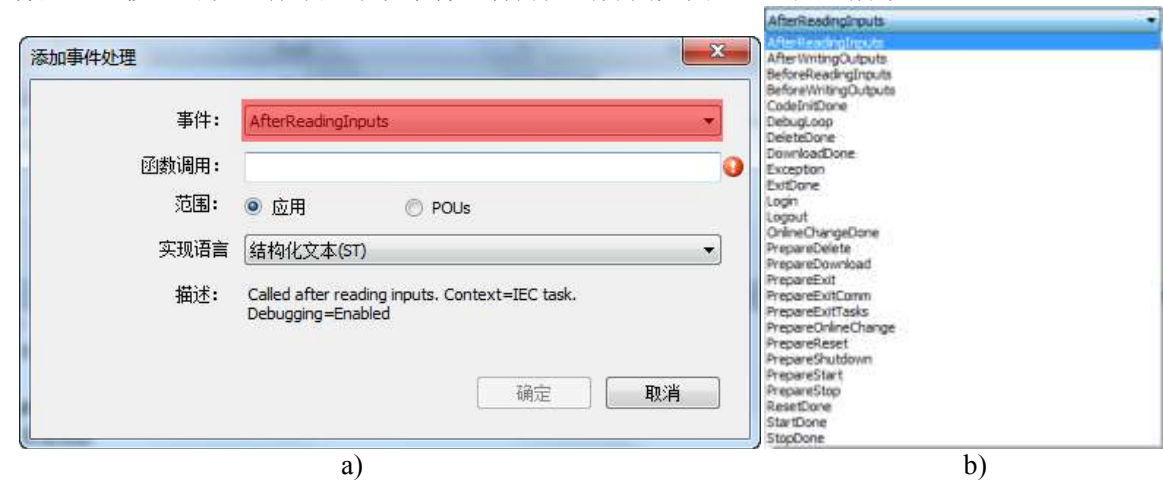 添加事件处理
事件：
AfterReadingInputs
函数调用：
范围：
应用
POUs
实现语言
结构化文本(ST)
描述：
Called after reading inputs. Context=IEC task.
Debugging=Enabled
确定
取消
a)
AfterReadingInputs
AfterReadingInputs
AfterWritingOutputs
BeforeReadingInputs
BeforeWritingOutputs
CodeInitDone
DebugLoop
DeleteDone
DownloadDone
Exception
ExitDone
Login
Logout
OnlineChangeDone
PrepareDelete
PrepareDownload
PrepareExit
PrepareExitComm
PrepareExitTasks
PrepareOnlineChange
PrepareReset
PrepareShutdown
PrepareStart
PrepareStop
ResetDone
StartDone
StopDone
b)